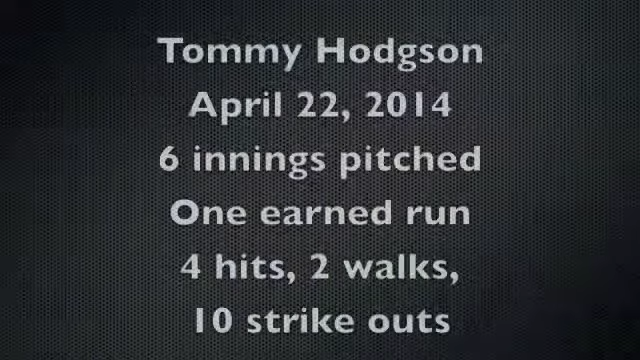 Tommy Hodgson
April 22, 2014
6 innings pitched
One earned run
4 hits, 2 walks,
10 strike outs